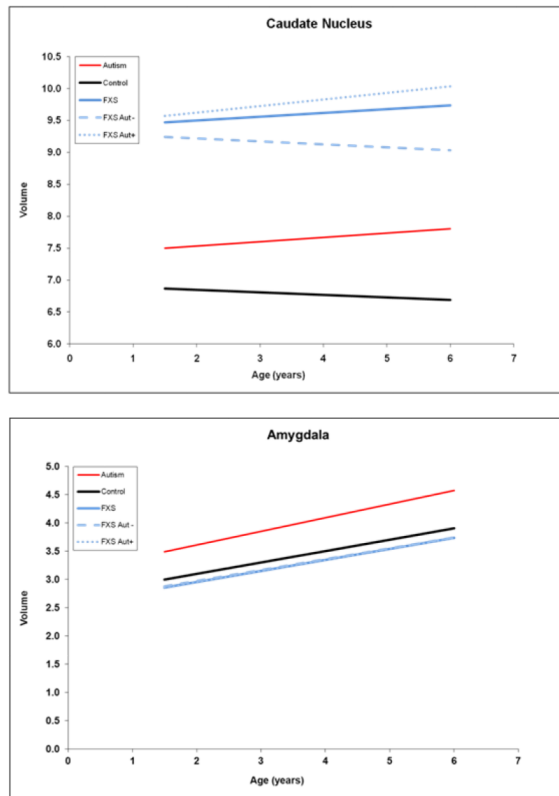 Caudate Nucleus
10.5
10.0
9.5
9.0
8.5
8.0
7.5
7.0
6.5
6.0
Volume
Autism
Control
FXS
FXS Aut -
FXS Aut+
0 1 2 3 4 5 6 7
Age (years)
Amygdala
5.0
4.5
4.0
3.5
3.0
2.5
2.0
1.5
1.0
0.5
0.0
Volume
Autism
Control
FXS
FXS Aut -
FXS Aut+
0 1 2 3 4 5 6 7
Age (years)